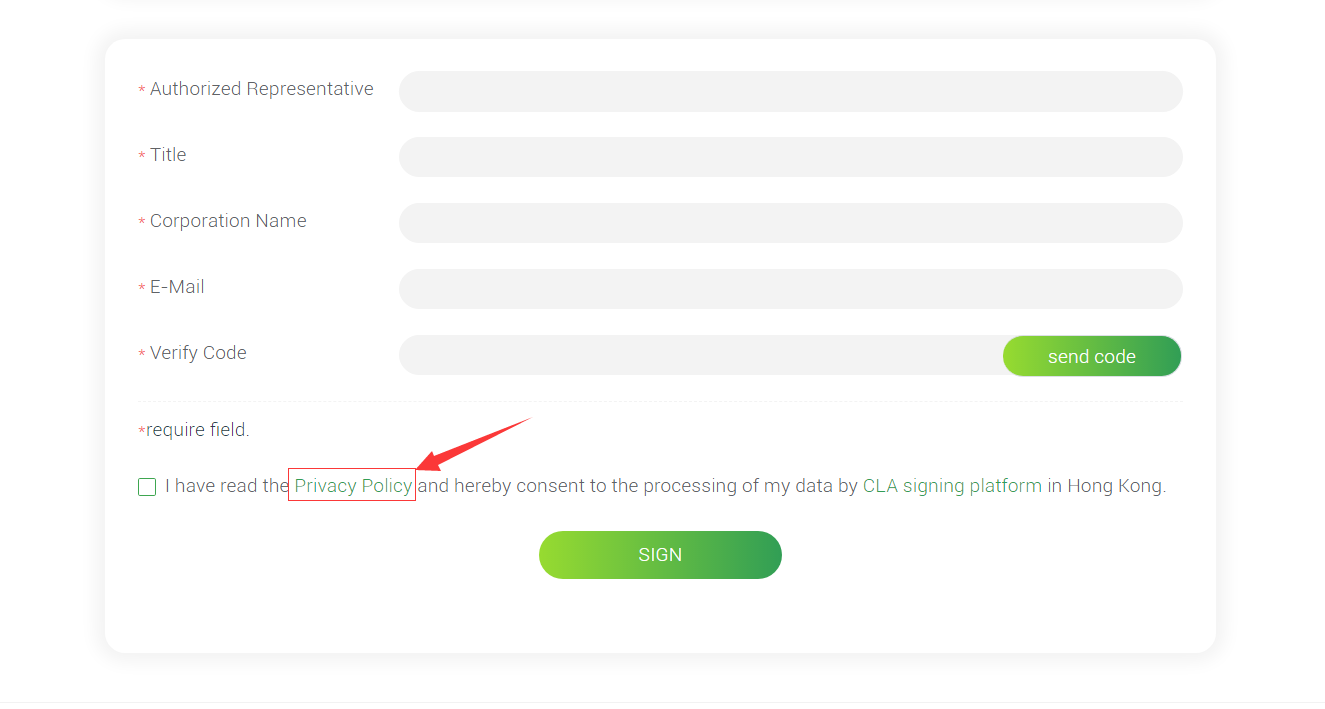 * Authorized Representative
* Title
* Corporation Name
* E-Mail
* Verify Code
send code
*require field.
I have read the Privacy Policy and hereby consent to the processing of my data by CLA signing platform in Hong Kong.
SIGN